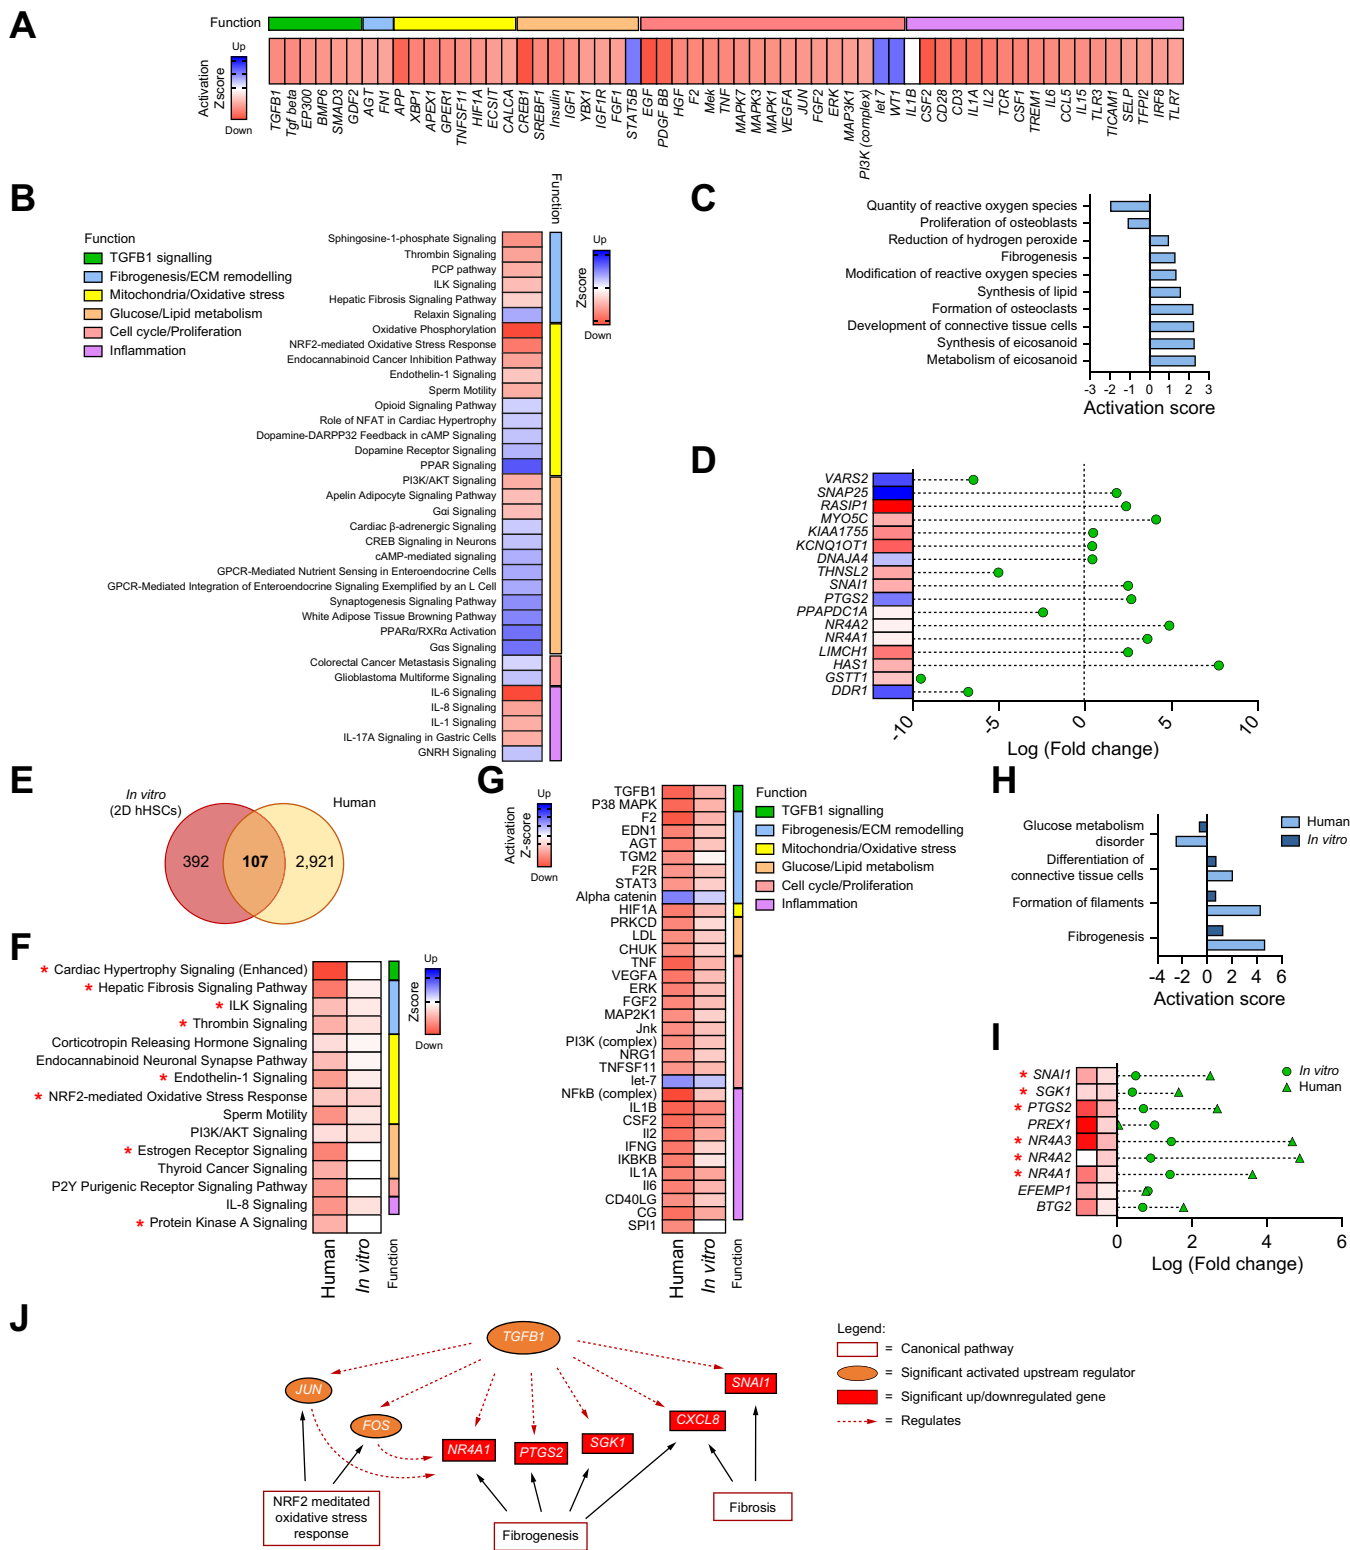 A
Function
Up
Activation
Zscore
Down
TGFB1
Tgf beta
EP300
BMP6
SMAD3
GDF2
AGT
FN1
APP
XBP1
APEX1
GPER1
TNFSF11
HIF1A
ECSIT
CALCA
CREB1
SREBF1
Insulin
IGF1
YBX1
IGF1R
FGF1
STAT5B
EGF
PDGF BB
HGF
F2
Mek
TNF
MAPK7
MAPK3
MAPK1
VEGFA
JUN
FGF2
ERK
MAP3K1
PI3K (complex)
let 7
WT1
IL1B
CSF2
CD28
CD3
IL1A
IL2
TCR
CSF1
TREM1
IL6
CCL5
IL15
TLR3
TICAM1
SELP
TFPI2
IRF8
TLR7
B
Function
TGFB1 signalling
Fibrogenesis/ECM remodelling
Mitochondria/Oxidative stress
Glucose/Lipid metabolism
Cell cycle/Proliferation
Inflammation
Function
Sphingosine-1-phosphate Signaling
Thrombin Signaling
PCP pathway
ILK Signaling
Hepatic Fibrosis Signaling Pathway
Relaxin Signaling
Oxidative Phosphorylation
NRF2-mediated Oxidative Stress Response
Endocannabinoid Cancer Inhibition Pathway
Endothelin-1 Signaling
Sperm Motility
Opioid Signaling Pathway
Role of NFAT in Cardiac Hypertrophy
Dopamine-DARPP32 Feedback in cAMP Signaling
Dopamine Receptor Signaling
PPAR Signaling
PI3K/AKT Signaling
Apelin Adipocyte Signaling Pathway
Gαi Signaling
Cardiac β-adrenergic Signaling
CREB Signaling in Neurons
cAMP-mediated signaling
GPCR-Mediated Nutrient Sensing in Enteroendocrine Cells
GPCR-Mediated Integration of Enteroendocrine Signaling Exemplified by an L Cell
Synaptogenesis Signaling Pathway
White Adipose Tissue Browning Pathway
PPARα/RXRα Activation
Gαs Signaling
Colorectal Cancer Metastasis Signaling
Glioblastoma Multiforme Signaling
IL-6 Signaling
IL-8 Signaling
IL-1 Signaling
IL-17A Signaling in Gastric Cells
GNRH Signaling
Up
Zscore
Down
C
Quantity of reactive oxygen species
Proliferation of osteoblasts
Reduction of hydrogen peroxide
Fibrogenesis
Modification of reactive oxygen species
Synthesis of lipid
Formation of osteoclasts
Development of connective tissue cells
Synthesis of eicosanoid
Metabolism of eicosanoid
-3 -2 -1 0 1 2 3
Activation score
D
VARS2
SNAP25
RASIP1
MYO5C
KIAA1755
KCNQ1OT1
DNAJA4
THNSL2
SNAI1
PTGS2
PPAPDC1A
NR4A2
NR4A1
LIMCH1
HAS1
GSTT1
DDR1
-10 -5 0 5 10
Log (Fold change)
E
In vitro
(2D hHSCs)
Human
392 107 2,921
F
* Cardiac Hypertrophy Signaling (Enhanced)
* Hepatic Fibrosis Signaling Pathway
* ILK Signaling
* Thrombin Signaling
Corticotropin Releasing Hormone Signaling
Endocannabinoid Neuronal Synapse Pathway
* Endothelin-1 Signaling
* NRF2-mediated Oxidative Stress Response
Sperm Motility
PI3K/AKT Signaling
* Estrogen Receptor Signaling
Thyroid Cancer Signaling
P2Y Purigenic Receptor Signaling Pathway
IL-8 Signaling
* Protein Kinase A Signaling
Human
In vitro
Function
Up
Zscore
Down
G
Up
Activation
Z-score
Down
TGFB1
P38 MAPK
F2
EDN1
AGT
TGM2
F2R
STAT3
Alpha catenin
HIF1A
PRKCD
LDL
CHUK
TNF
VEGFA
ERK
FGF2
MAP2K1
Jnk
PI3K (complex)
NRG1
TNFSF11
let-7
NFkB (complex)
IL1B
CSF2
Il2
IFNG
IKBKB
IL1A
Il6
CD40LG
CG
SPI1
Human
In vitro
Function
Function
TGFB1 signalling
Fibrogenesis/ECM remodelling
Mitochondria/Oxidative stress
Glucose/Lipid metabolism
Cell cycle/Proliferation
Inflammation
H
Glucose metabolism
disorder
Differentiation of
connective tissue cells
Formation of filaments
Fibrogenesis
Human
In vitro
-4 -2 0 2 4 6
Activation score
I
* SNAI1
* SGK1
* PTGS2
PREX1
* NR4A3
* NR4A2
* NR4A1
EFEMP1
BTG2
In vitro
Human
0 2 4 6
Log (Fold change)
J
TGFB1
JUN
FOS
NR4A1
PTGS2
SGK1
CXCL8
SNAI1
NRF2 meditated
oxidative stress
response
Fibrogenesis
Fibrosis
Legend:
= Canonical pathway
= Significant activated upstream regulator
= Significant up/downregulated gene
= Regulates